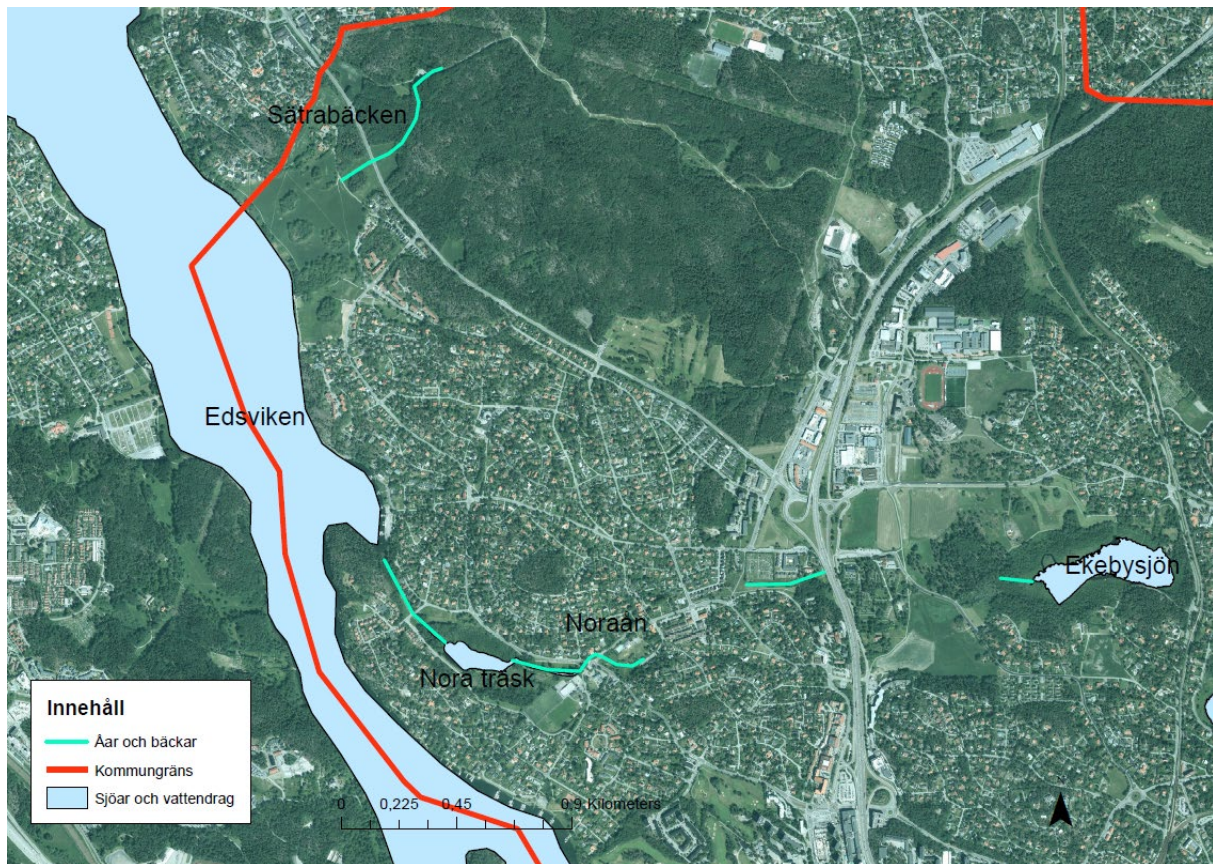 Sätrabäcken
Edsviken
Ekebysjön
Noraån
Nora träsk
Innehåll
Åar och bäckar
Kommungräns
Sjöar och vattendrag
0 0,225 0,45 0,9 Kilometers